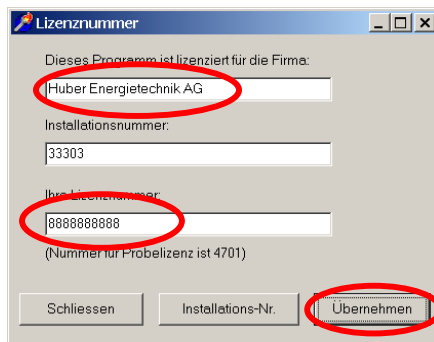 Lizenznummer
Dieses Programm ist lizenziert für die Firma:
Huber Energietechnik AG
Installationsnummer:
33303
Ihre Lizenznummer:
8888888888
(Nummer für Probelizenz ist 4701)
Schliessen Installations-Nr. Übernehmen